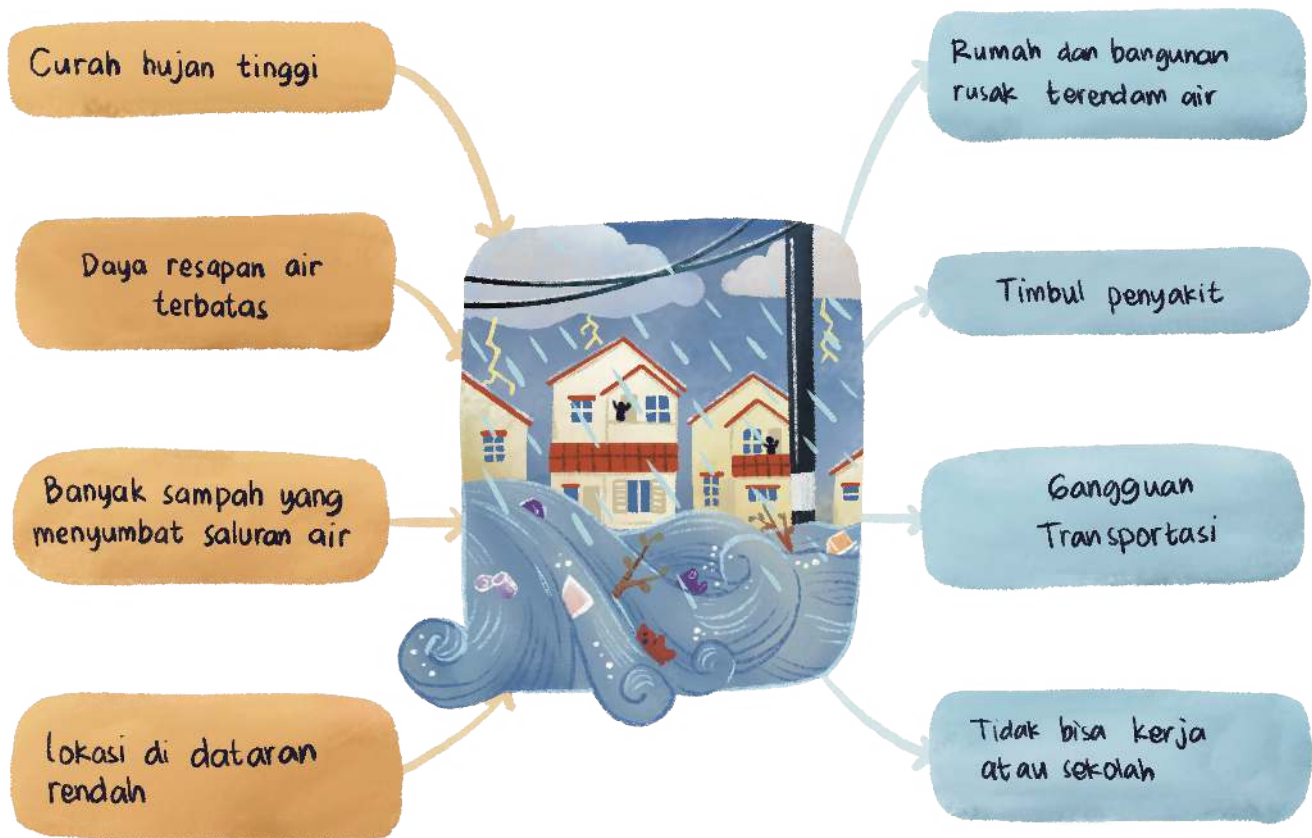 Curah hujan tinggi
Daya resapan air
terbatas
Banyak sampah yang
menyumbat saluran air
lokasi di dataran
rendah
Rumah dan bangunan
rusak terendam air
Timbul penyakit
Gangguan
Transportasi
Tidak bisa kerja
atau sekolah